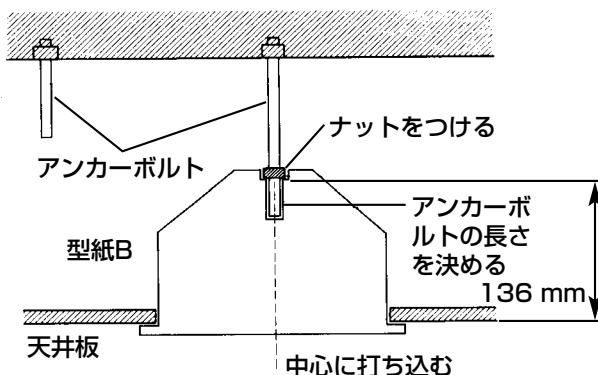 ナットをつける
アンカーボルト
アンカーボ
ルトの長さ
を決める
型紙B
136 mm
天井板
中心に打ち込む